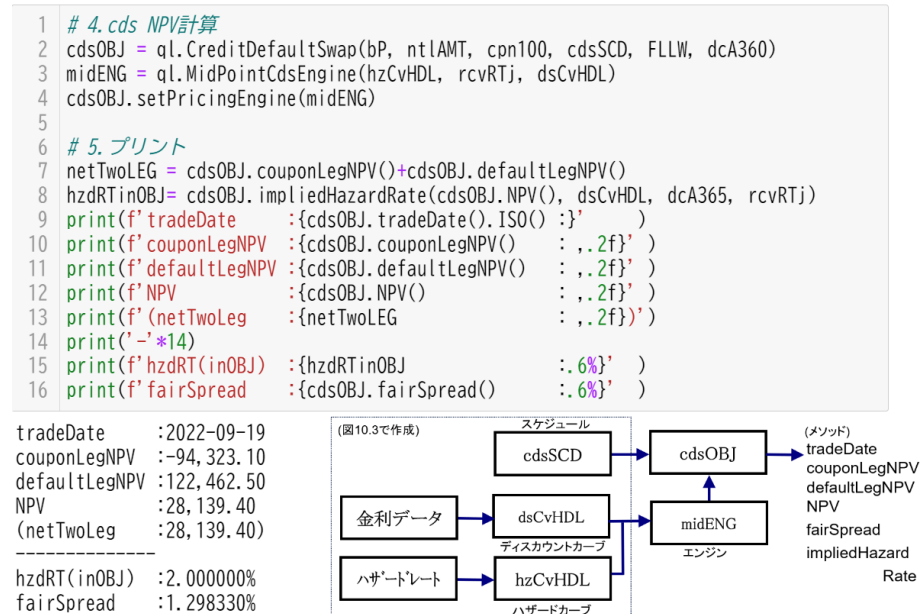 1 # 4.cds NPV計算
2 cdsOBJ = ql.CreditDefaultSwap(bP, ntlAMT, cpn100, cdsSCD, FLLW, dcA360)
3 midENG = ql.MidPointCdsEngine(hzCvHDL, rcvRTj, dsCvHDL)
4 cdsOBJ.setPricingEngine(midENG)
5
6 # 5.プリント
7 netTwoLEG = cdsOBJ.couponLegNPV()+cdsOBJ.defaultLegNPV()
8 hzdRTinOBJ= cdsOBJ.impliedHazardRate(cdsOBJ.NPV(), dsCvHDL, dcA365, rcvRTj)
9 print(f'tradeDate     :{cdsOBJ.tradeDate().ISO() :}'     )
10 print(f'couponLegNPV  :{cdsOBJ.couponLegNPV()    : ,.2f}' )
11 print(f'defaultLegNPV :{cdsOBJ.defaultLegNPV()   : ,.2f}' )
12 print(f'NPV           :{cdsOBJ.NPV()             : ,.2f}' )
13 print(f'(netTwoLeg    :{netTwoLEG                : ,.2f})')
14 print('-'*14)
15 print(f'hzdRT(inOBJ)  :{hzdRTinOBJ               :.6%}'   )
16 print(f'fairSpread    :{cdsOBJ.fairSpread()      :.6%}'   )
tradeDate     :2022-09-19
couponLegNPV  :-94,323.10
defaultLegNPV :122,462.50
NPV           :28,139.40
(netTwoLeg    :28,139.40)
--------------
hzdRT(inOBJ)  :2.000000%
fairSpread    :1.298330%
(図10.3で作成)
スケジュール
cdsSCD
金利データ
dsCvHDL
ディスカウントカーブ
ハザードレート
hzCvHDL
ハザードカーブ
cdsOBJ
midENG
エンジン
(メソッド)
tradeDate
couponLegNPV
defaultLegNPV
NPV
fairSpread
impliedHazard
Rate